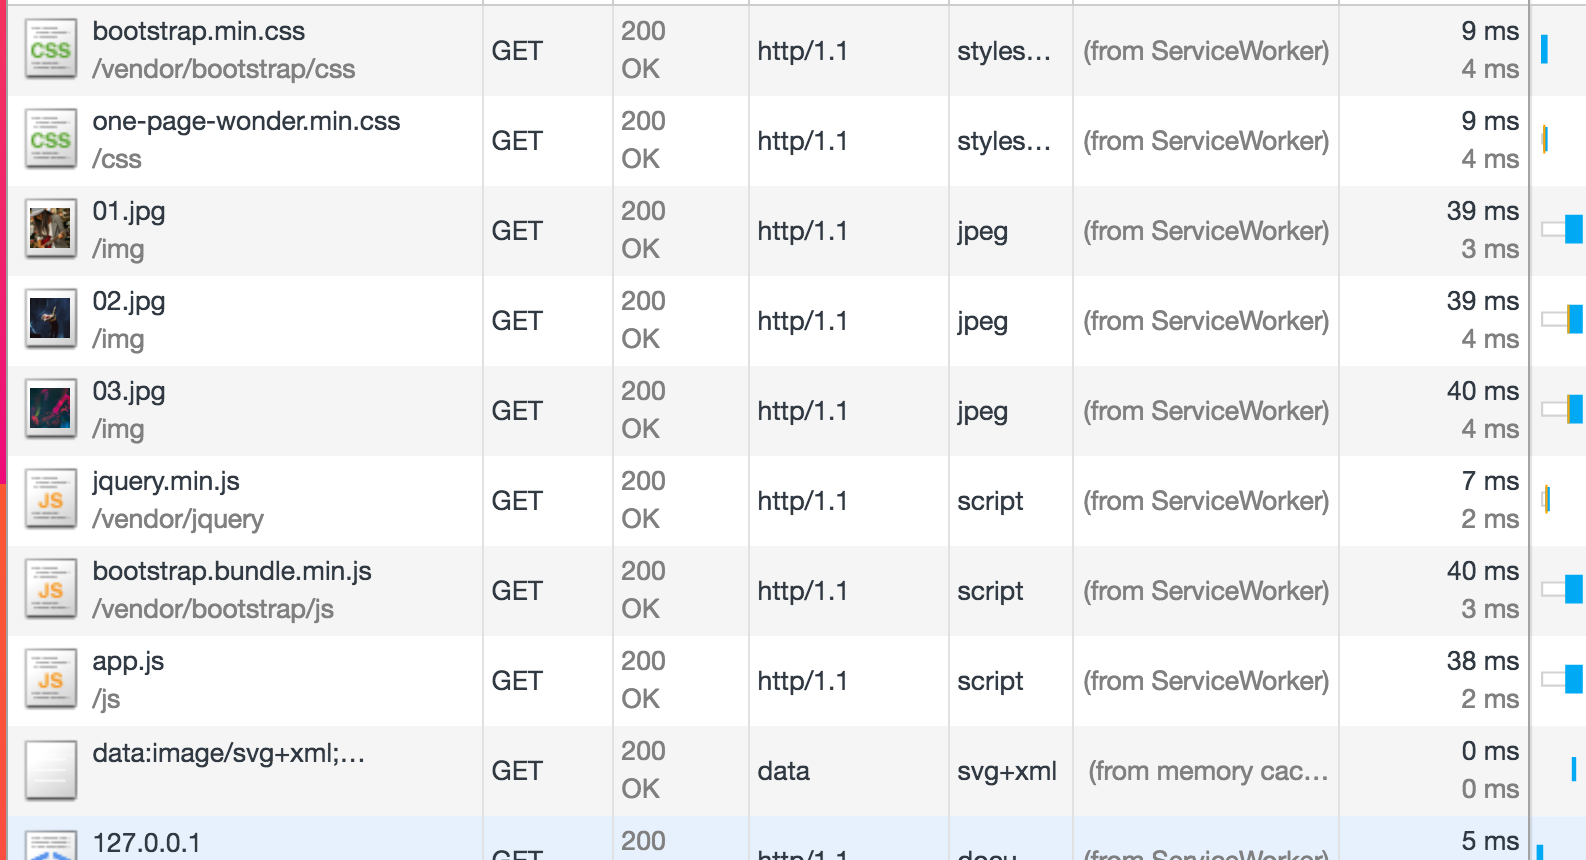 bootstrap.min.css
/vendor/bootstrap/css
GET
200
OK
http/1.1
styles…
(from ServiceWorker)
9 ms
4 ms
one-page-wonder.min.css
/css
GET
200
OK
http/1.1
styles…
(from ServiceWorker)
9 ms
4 ms
01.jpg
/img
GET
200
OK
http/1.1
jpeg
(from ServiceWorker)
39 ms
3 ms
02.jpg
/img
GET
200
OK
http/1.1
jpeg
(from ServiceWorker)
39 ms
4 ms
03.jpg
/img
GET
200
OK
http/1.1
jpeg
(from ServiceWorker)
40 ms
4 ms
jquery.min.js
/vendor/jquery
GET
200
OK
http/1.1
script
(from ServiceWorker)
7 ms
2 ms
bootstrap.bundle.min.js
/vendor/bootstrap/js
GET
200
OK
http/1.1
script
(from ServiceWorker)
40 ms
3 ms
app.js
/js
GET
200
OK
http/1.1
script
(from ServiceWorker)
38 ms
2 ms
data:image/svg+xml;…
GET
200
OK
data
svg+xml
(from memory cac…
0 ms
0 ms
127.0.0.1
GET
200
http/1.1
docu…
(from ServiceWorker)
5 ms
CSS
CSS
JS
JS
JS